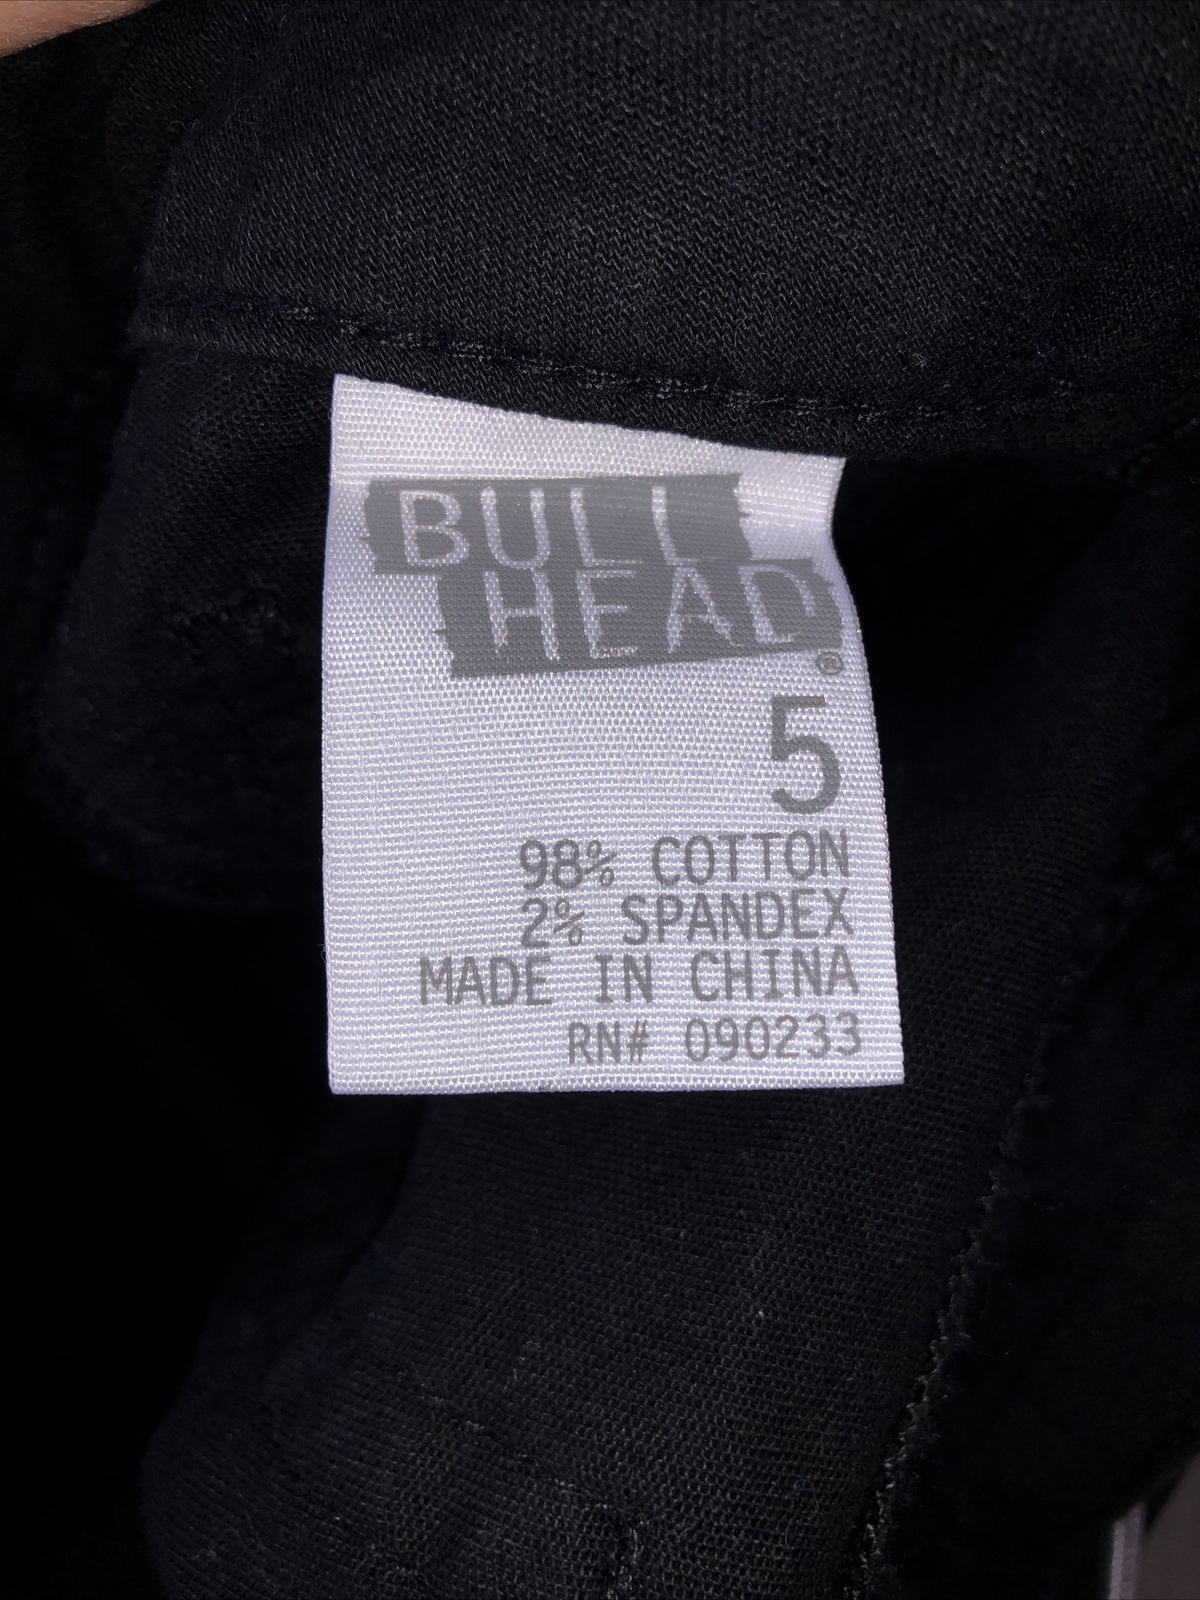 BULL
HEAD
®
5
98% COTTON
2% SPANDEX
MADE IN CHINA
RN# 090233